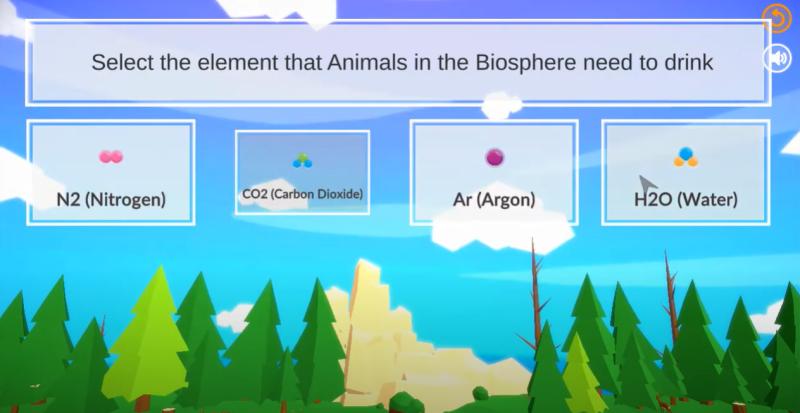 Select the element that Animals in the Biosphere need to drink
N2 (Nitrogen)
CO2 (Carbon Dioxide)
Ar (Argon)
H2O (Water)